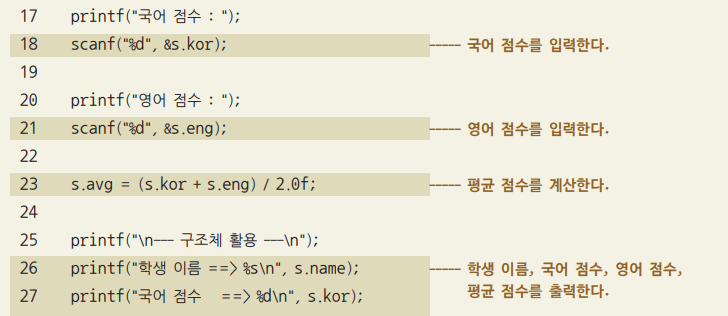 17 printf("국어 점수 : ");
18 scanf("%d", &s.kor); ----- 국어 점수를 입력한다.
19
20 printf("영어 점수 : ");
21 scanf("%d", &s.eng); ----- 영어 점수를 입력한다.
22
23 s.avg = (s.kor + s.eng) / 2.0f; ----- 평균 점수를 계산한다.
24
25 printf("\n--- 구조체 활용 ---\n");
26 printf("학생 이름 ==> %s\n", s.name); ----- 학생 이름, 국어 점수, 영어 점수,
27 printf("국어 점수 ==> %d\n", s.kor); 평균 점수를 출력한다.